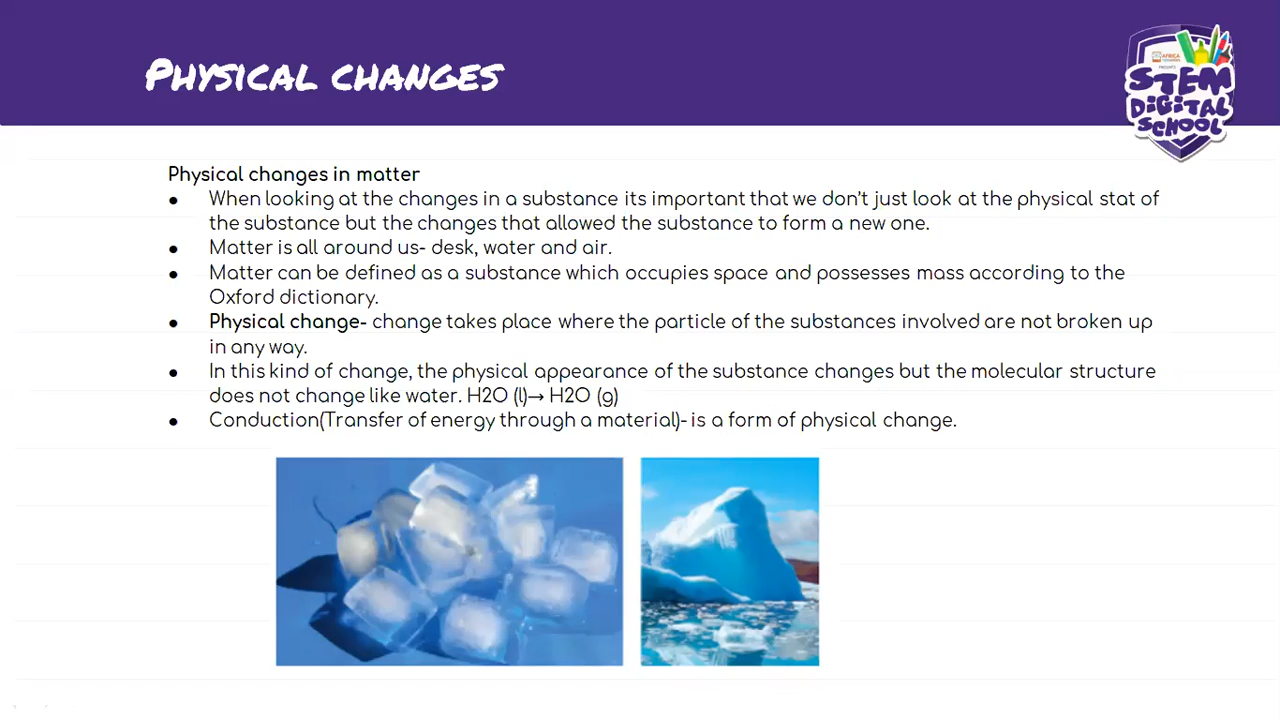 PHYSICAL CHANGES
AFRICA
STEM
DIGITAL
SCHOOL
Physical changes in matter
● When looking at the changes in a substance its important that we don't just look at the physical stat of
the substance but the changes that allowed the substance to form a new one.
● Matter is all around us- desk, water and air.
● Matter can be defined as a substance which occupies space and possesses mass according to the
Oxford dictionary.
● Physical change- change takes place where the particle of the substances involved are not broken up
in any way.
● In this kind of change, the physical appearance of the substance changes but the molecular structure
does not change like water. H2O (l)→ H2O (g)
● Conduction(Transfer of energy through a material)- is a form of physical change.